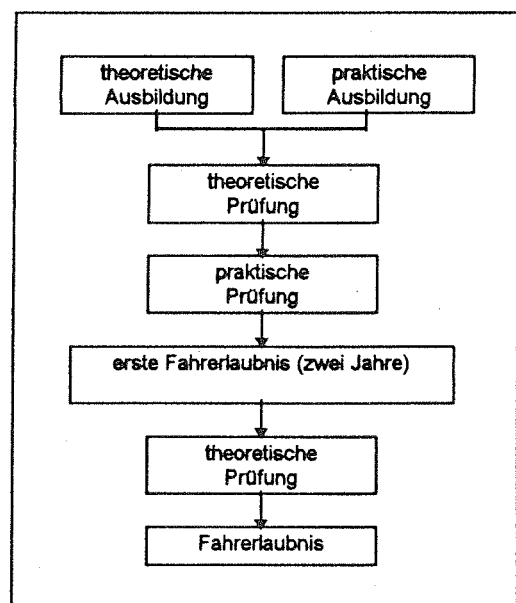 theoretische
Ausbildung
praktische
Ausbildung
theoretische
Prüfung
praktische
Prüfung
erste Fahrerlaubnis (zwei Jahre)
theoretische
Prüfung
Fahrerlaubnis